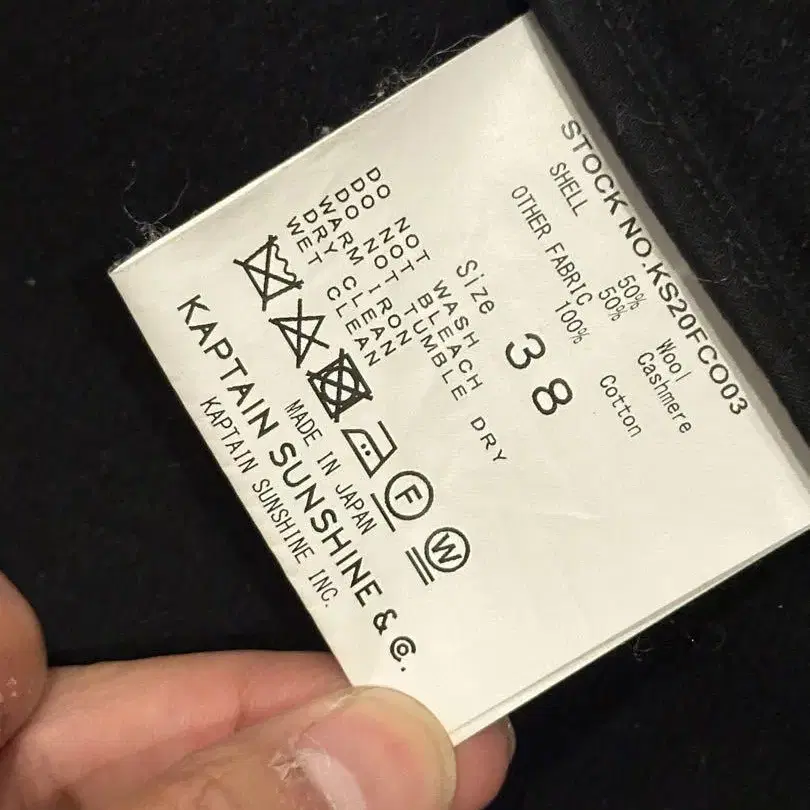 STOCK NO.KS20FCO03
SHELL 50% Wool
50% Cashmere
OTHER FABRIC 100% Cotton
Size 38
DO NOT WASH
DO NOT BLEACH
DO NOT TUMBLE DRY
WARM IRON
DRY CLEAN
WET CLEAN
F W
MADE IN JAPAN
KAPTAIN SUNSHINE & Co.
KAPTAIN SUNSHINE INC.